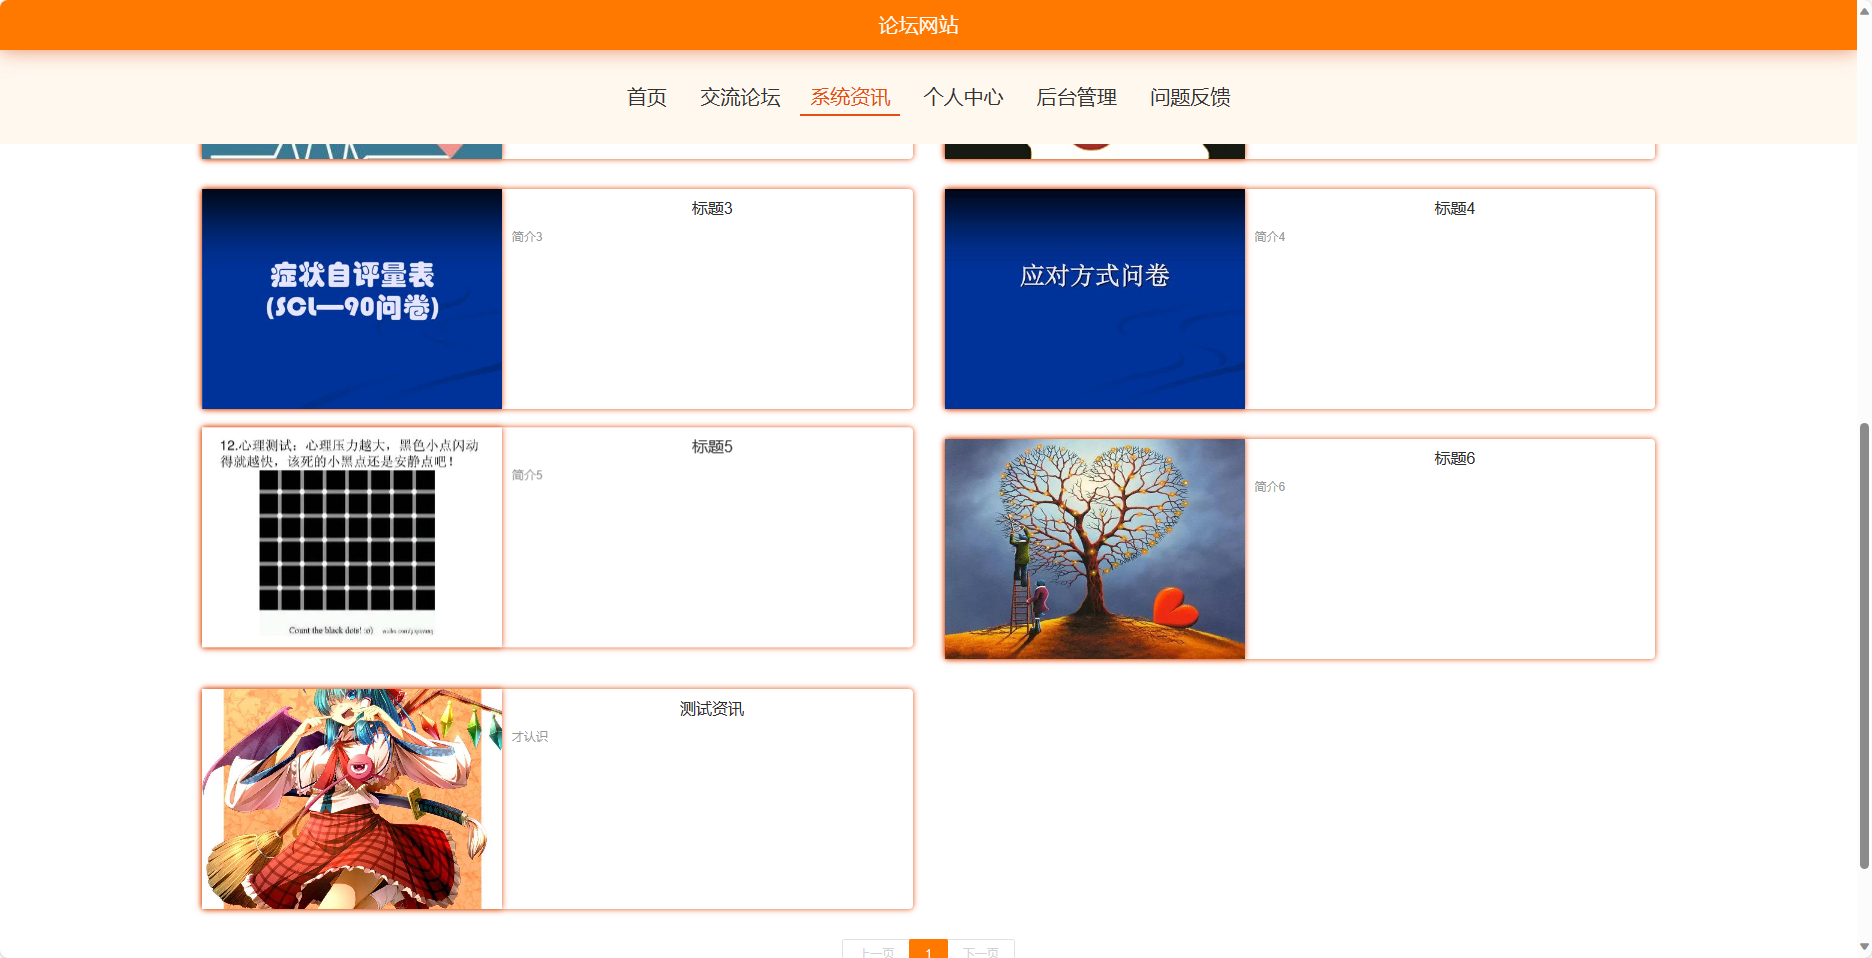 论坛网站
首页 交流论坛 系统资讯 个人中心 后台管理 问题反馈
症状自评量表
(SCL—90问卷)
标题3
简介3
应对方式问卷
标题4
简介4
12.心理测试：心理压力越大，黑色小点闪动
得就越快，该死的小黑点还是安静点吧！
Count the black dots! :o)
标题5
简介5
标题6
简介6
测试资讯
才认识
上一页 1 下一页